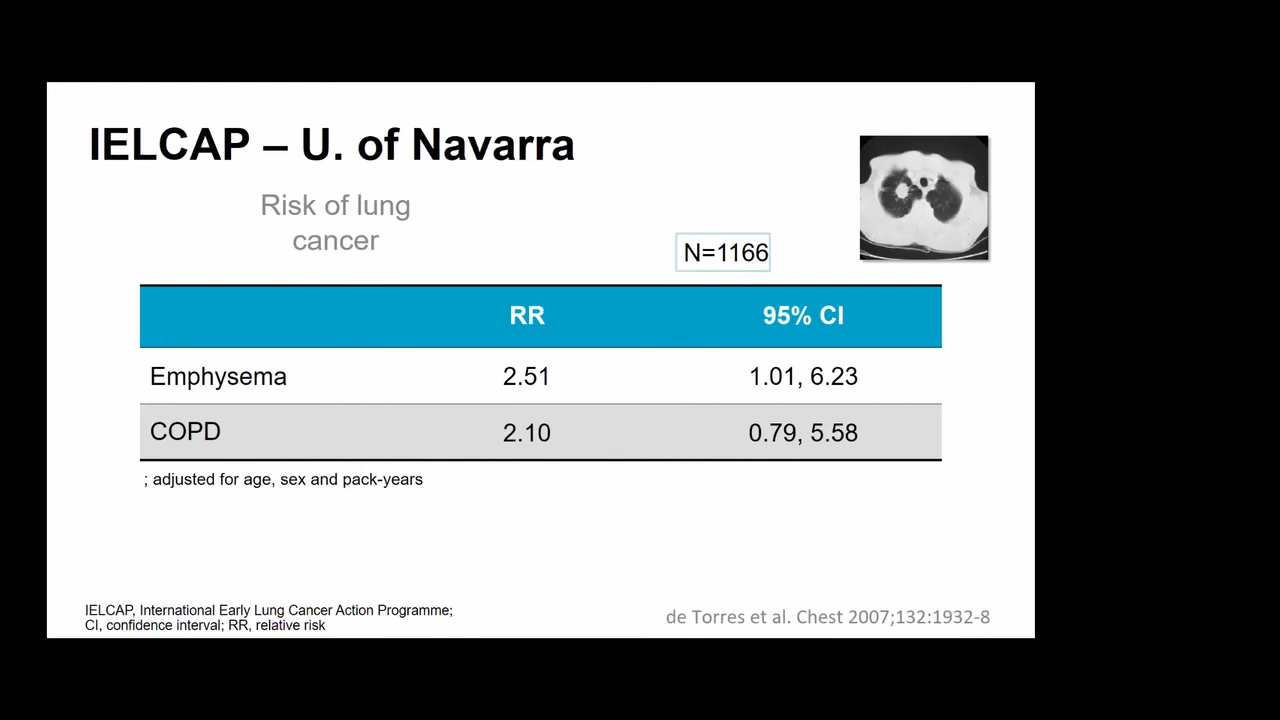 IELCAP – U. of Navarra
Risk of lung
cancer
N=1166
RR 95% CI
Emphysema 2.51 1.01, 6.23
COPD 2.10 0.79, 5.58
; adjusted for age, sex and pack-years
IELCAP, International Early Lung Cancer Action Programme;
CI, confidence interval; RR, relative risk
de Torres et al. Chest 2007;132:1932-8